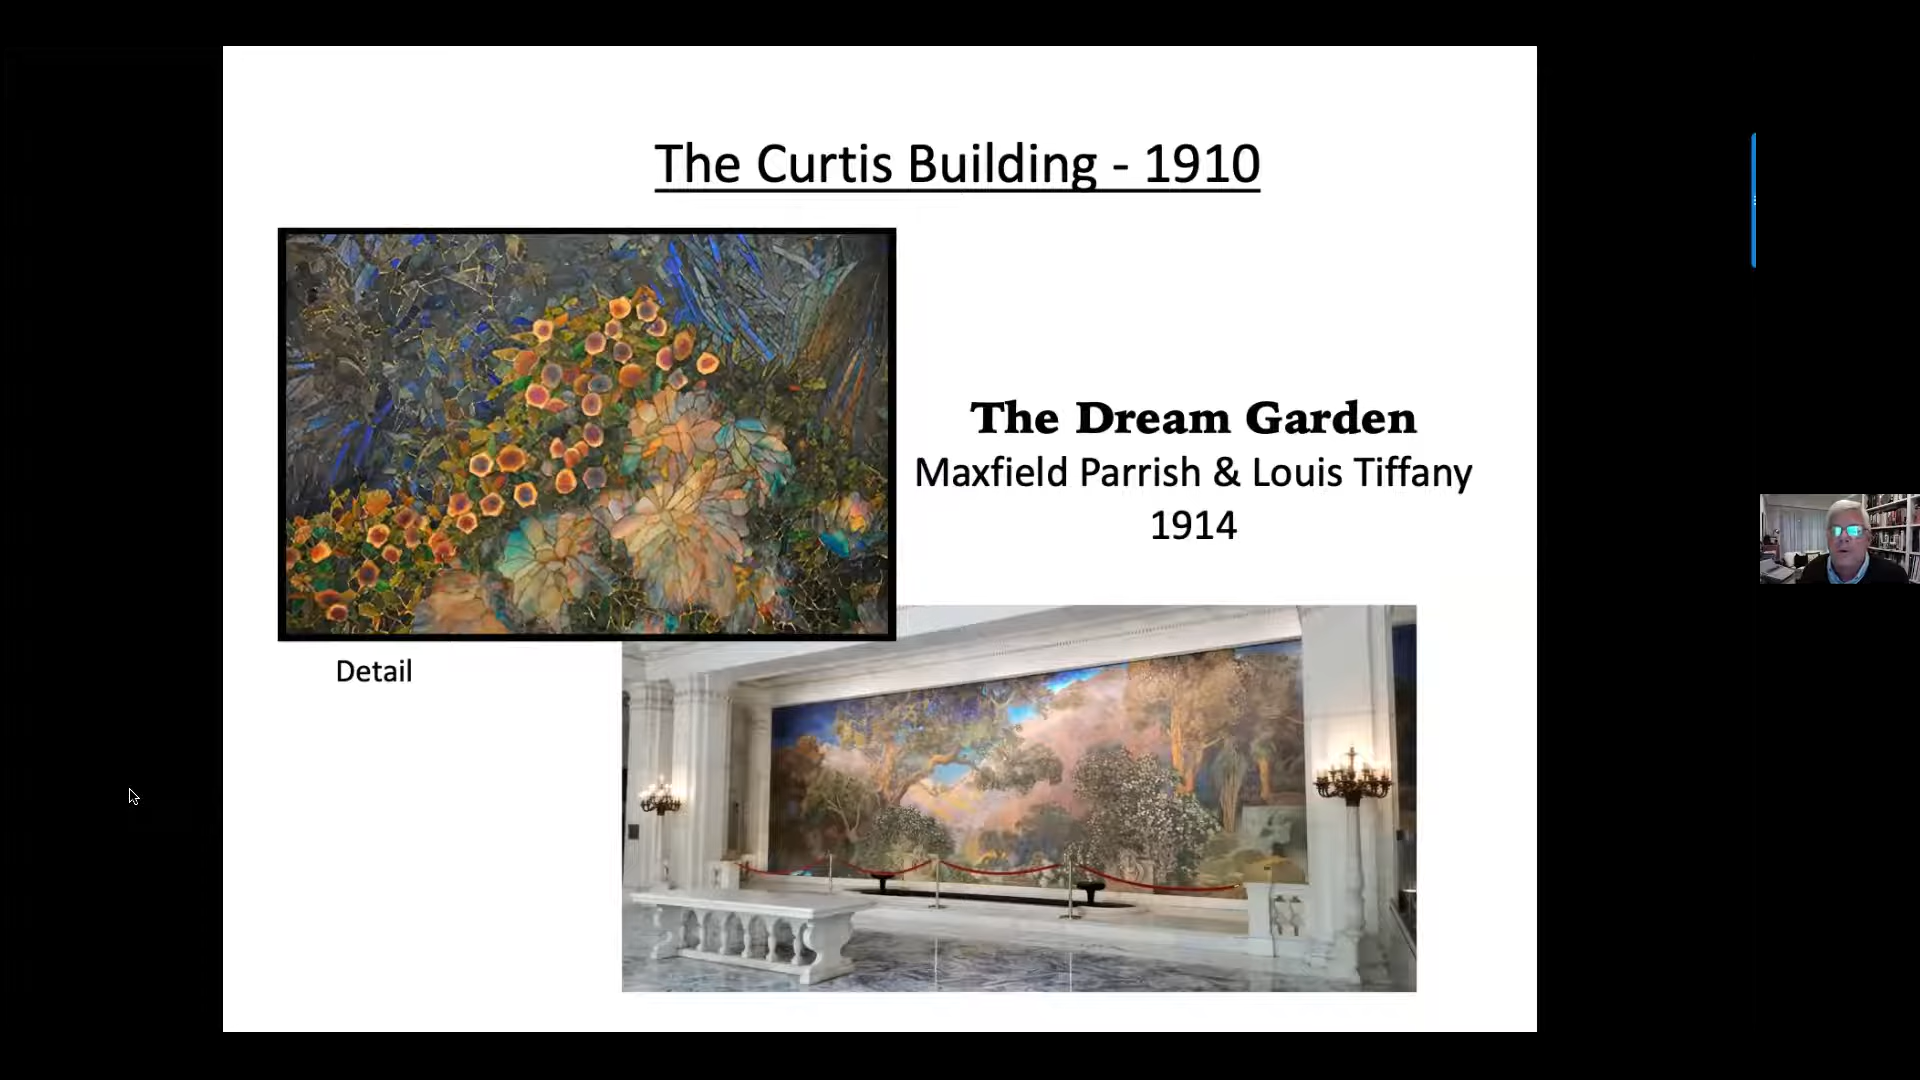 The Curtis Building - 1910
The Dream Garden
Maxfield Parrish & Louis Tiffany
1914
Detail